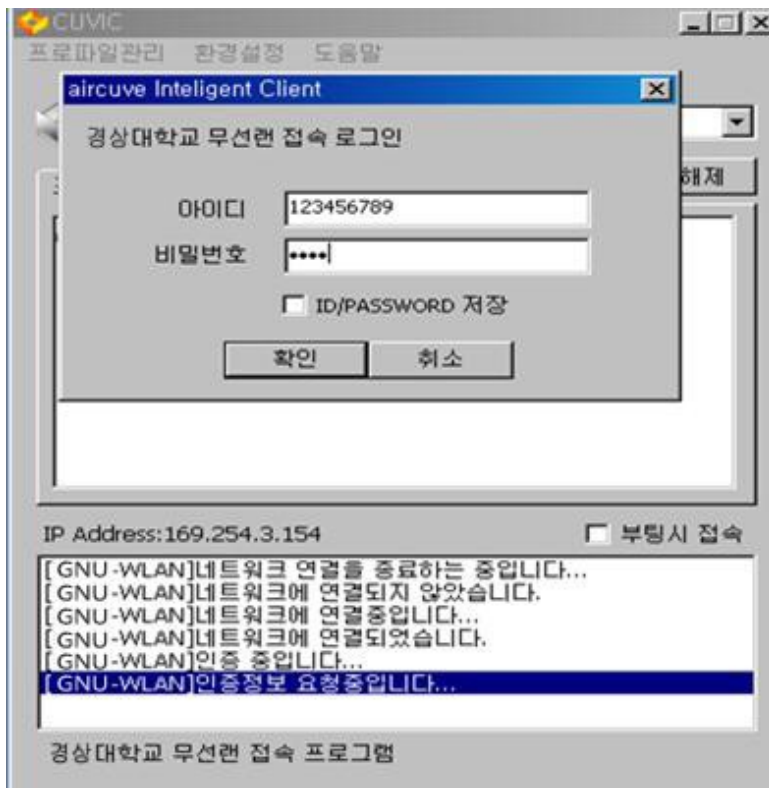 CUVIC
프로파일관리 환경설정 도움말
aircuve Inteligent Client
경상대학교 무선랜 접속 로그인
해제
아이디 123456789
비밀번호 ••••
ID/PASSWORD 저장
확인 취소
IP Address:169.254.3.154 부팅시 접속
[GNU-WLAN]네트워크 연결을 종료하는 중입니다...
[GNU-WLAN]네트워크에 연결되지 않았습니다.
[GNU-WLAN]네트워크에 연결중입니다...
[GNU-WLAN]네트워크에 연결되었습니다.
[GNU-WLAN]인증 중입니다...
[GNU-WLAN]인증정보 요청중입니다...
경상대학교 무선랜 접속 프로그램